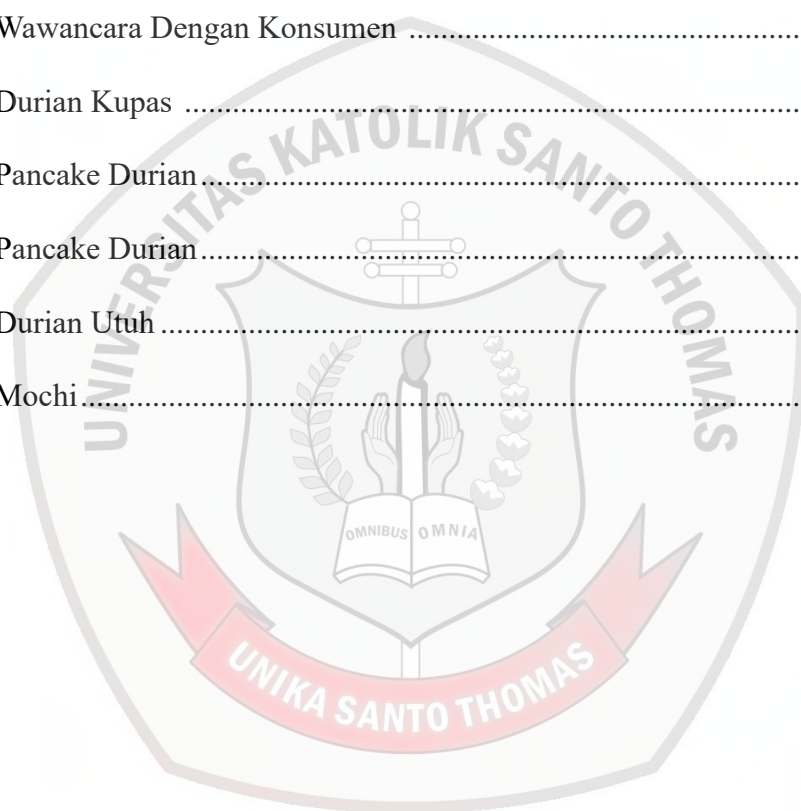 Wawancara Dengan Konsumen ..............................................
Durian Kupas ..........................................................................
Pancake Durian........................................................................
Pancake Durian........................................................................
Durian Utuh .............................................................................
Mochi.......................................................................................
UNIVERSITAS KATOLIK SANTO THOMAS
OMNIBUS OMNIA
UNIKA SANTO THOMAS